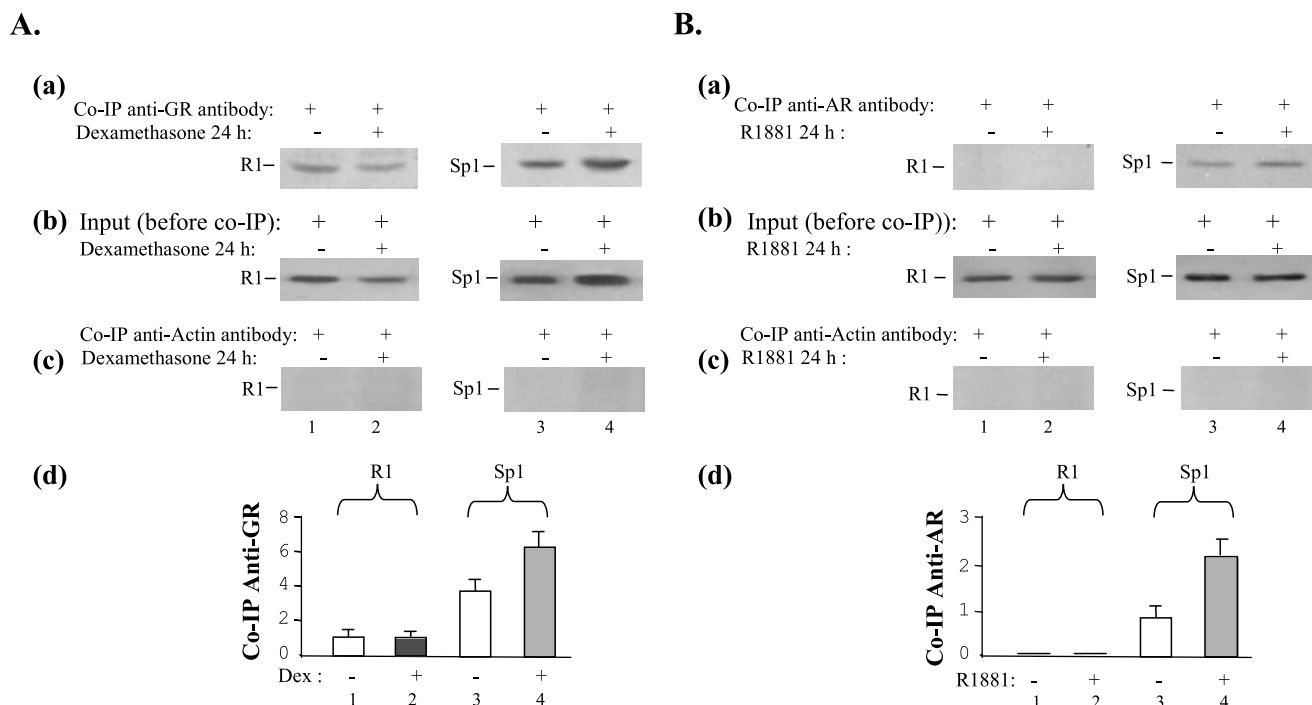 A.
(a)
Co-IP anti-GR antibody: + + + +
Dexamethasone 24 h: - + - +
R1– Sp1–
(b) Input (before co-IP): + + + +
Dexamethasone 24 h: - + - +
R1– Sp1–
Co-IP anti-Actin antibody: + + + +
(c) Dexamethasone 24 h: - + - +
R1– Sp1–
1 2 3 4
(d)
R1 Sp1
Co-IP Anti-GR
8
6
4
2
0
Dex : - + - +
1 2 3 4
B.
(a)
Co-IP anti-AR antibody: + + + +
R1881 24 h : - + - +
R1– Sp1–
(b) Input (before co-IP)): + + + +
R1881 24 h : - + - +
R1– Sp1–
Co-IP anti-Actin antibody: + + + +
(c) R1881 24 h : - + - +
R1– Sp1–
1 2 3 4
(d)
R1 Sp1
Co-IP Anti-AR
3
2
1
0
R1881: - + - +
1 2 3 4